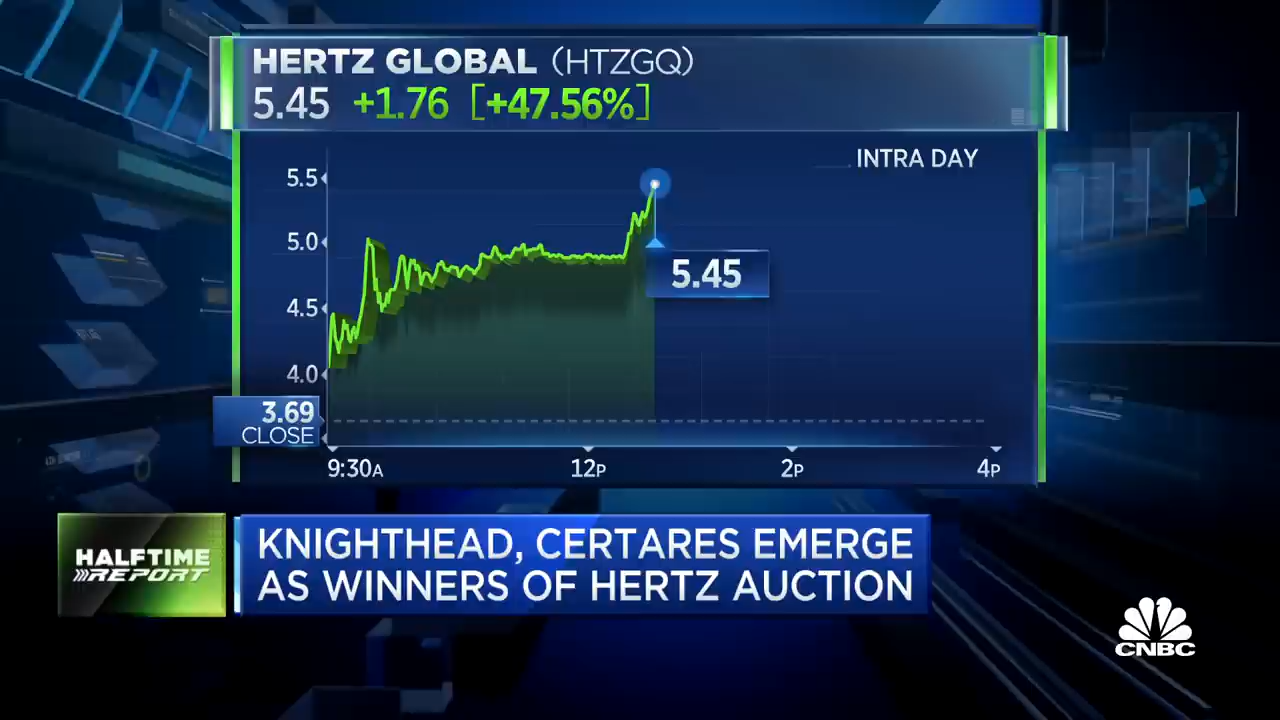 HERTZ GLOBAL (HTZGQ)
5.45 +1.76 [+47.56%]
INTRA DAY
5.5
5.0
4.5
4.0
5.45
3.69
CLOSE
9:30A
12P
2P
4P
HALFTIME
REPORT
KNIGHTHEAD, CERTARES EMERGE
AS WINNERS OF HERTZ AUCTION
CNBC